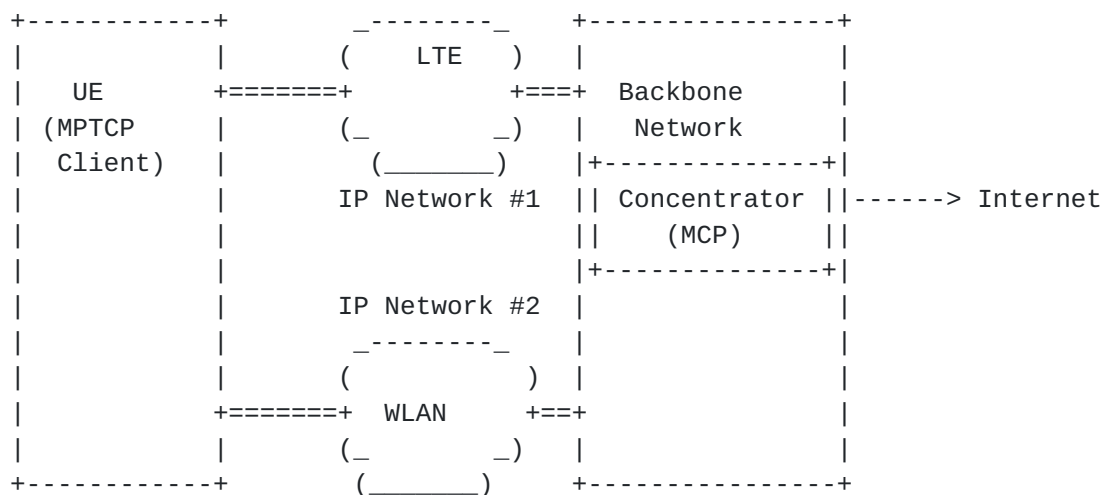 LTE
UE Backbone
(MPTCP Network
Client)
IP Network #1 Concentrator ------> Internet
(MCP)
IP Network #2
WLAN